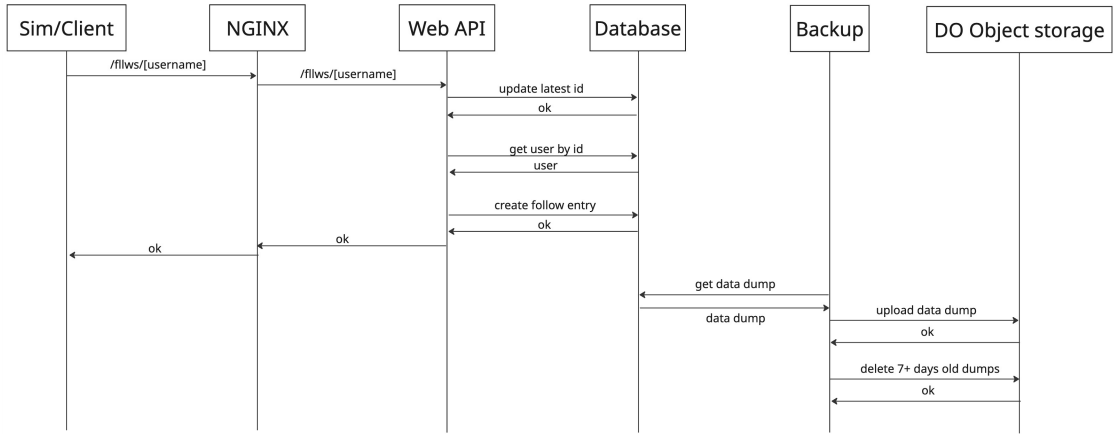 Sim/Client
NGINX
Web API
Database
Backup
DO Object storage
/fllws/[username]
/fllws/[username]
update latest id
ok
get user by id
user
create follow entry
ok
ok
ok
get data dump
data dump
upload data dump
ok
delete 7+ days old dumps
ok